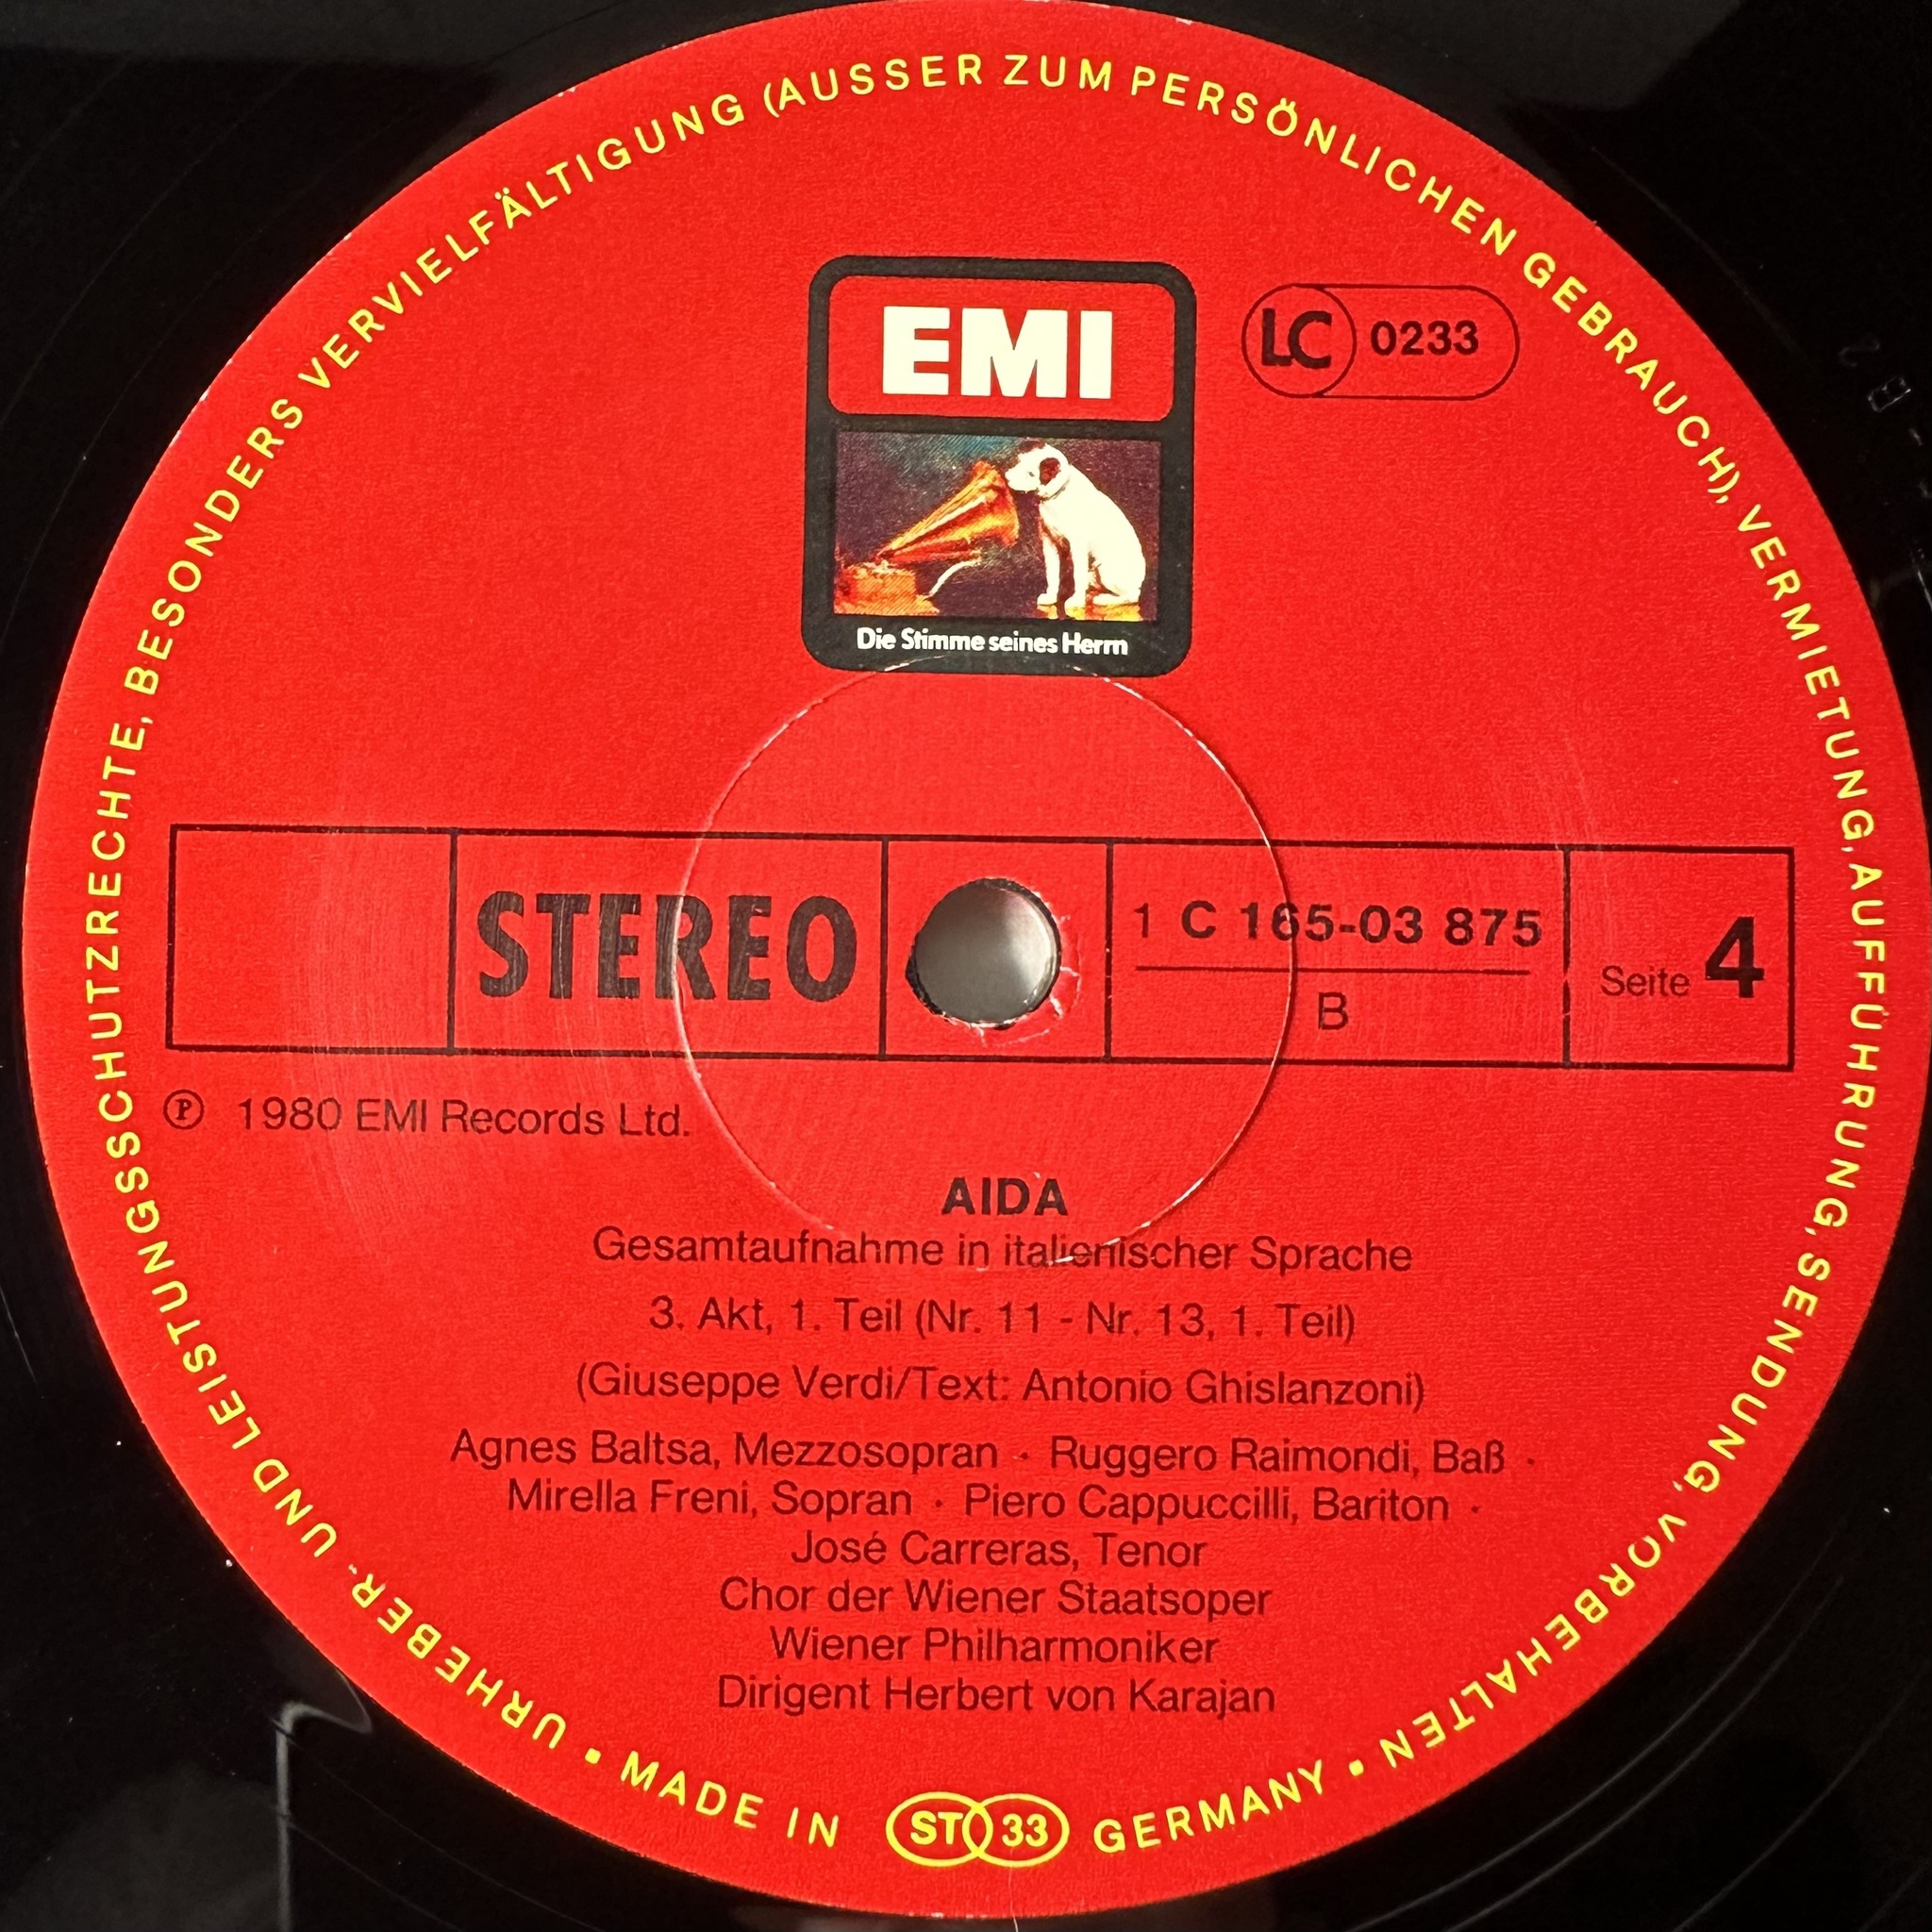 EMI
LC 0233
Die Stimme seines Herrn
STEREO
1 C 165-03 875
B
Seite 4
℗ 1980 EMI Records Ltd.
AIDA
Gesamtaufnahme in italienischer Sprache
3. Akt, 1. Teil (Nr. 11 - Nr. 13, 1. Teil)
(Giuseppe Verdi/Text: Antonio Ghislanzoni)
Agnes Baltsa, Mezzosopran · Ruggero Raimondi, Baß ·
Mirella Freni, Sopran · Piero Cappuccilli, Bariton ·
José Carreras, Tenor
Chor der Wiener Staatsoper
Wiener Philharmoniker
Dirigent Herbert von Karajan
URHEBER- UND LEISTUNGSSCHUTZRECHTE, BESONDERS VERVIELFÄLTIGUNG (AUSSER ZUM PERSÖNLICHEN GEBRAUCH), VERMIETUNG, AUFFÜHRUNG, SENDUNG, VORBEHALTEN •
MADE IN ST 33 GERMANY •